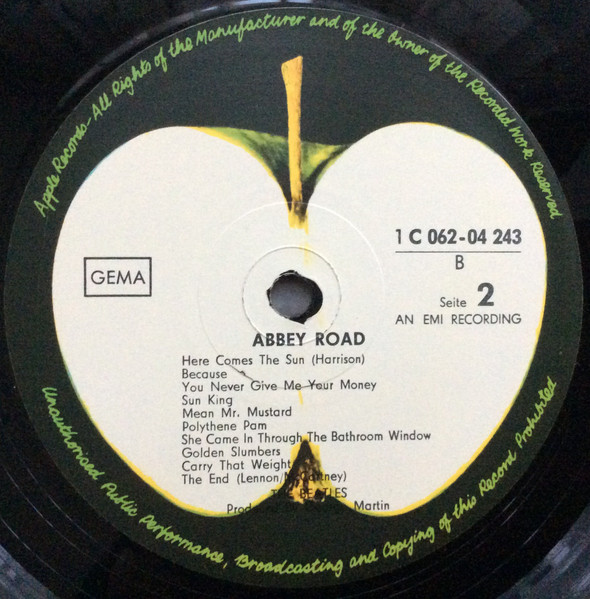 Apple Records-All Rights of the Manufacturer and of the Owner of the Recorded Work Reserved
1 C 062-04 243
B
GEMA
Seite 2
AN EMI RECORDING
ABBEY ROAD
Here Comes The Sun (Harrison)
Because
You Never Give Me Your Money
Sun King
Mean Mr. Mustard
Polythene Pam
She Came In Through The Bathroom Window
Golden Slumbers
Carry That Weight
The End (Lennon/McCartney)
THE BEATLES
Martin
Unauthorised Public Performance, Broadcasting and Copying of this Record Prohibited